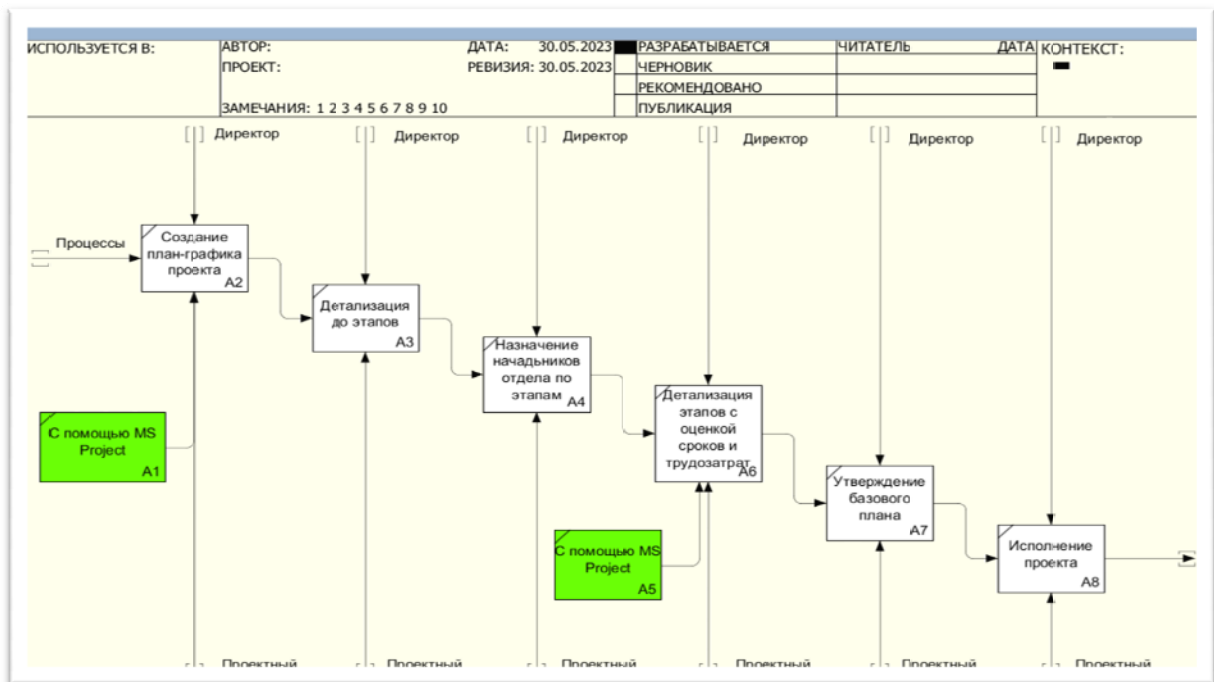 ИСПОЛЬЗУЕТСЯ В:
АВТОР:
ДАТА: 30.05.2023
РАЗРАБАТЫВАЕТСЯ
ЧИТАТЕЛЬ
ДАТА
КОНТЕКСТ:
ПРОЕКТ:
РЕВИЗИЯ: 30.05.2023
ЧЕРНОВИК
РЕКОМЕНДОВАНО
ЗАМЕЧАНИЯ: 1 2 3 4 5 6 7 8 9 10
ПУБЛИКАЦИЯ
Директор
Директор
Директор
Директор
Директор
Директор
Процессы
Создание
план-графика
проекта
A2
Детализация
до этапов
A3
Назначение
начадьников
отдела по
этапам
A4
С помощью MS
Project
A1
Детализация
этапов с
оценкой
сроков и
трудозатрат
A6
Утверждение
базового
плана
A7
С помощью MS
Project
A5
Исполнение
проекта
A8
Проектный
Проектный
Проектный
Проектный
Проектный
Проектный